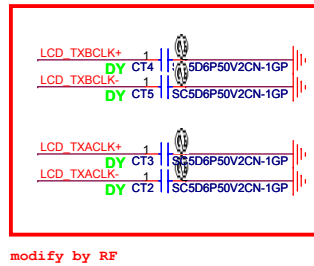 LCD_TXBCLK+ 1
DY CT4 SC5D6P50V2CN-1GP
LCD_TXBCLK- 1
DY CT5 SC5D6P50V2CN-1GP
LCD_TXACLK+ 1
DY CT3 SC5D6P50V2CN-1GP
LCD_TXACLK- 1
DY CT2 SC5D6P50V2CN-1GP
modify by RF